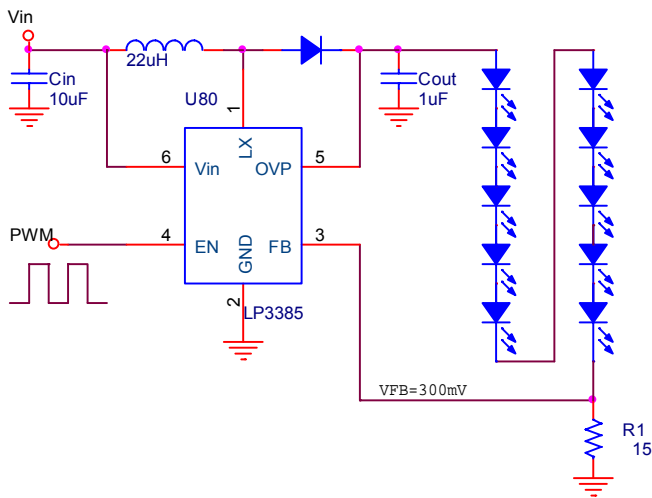 Vin
22uH
Cin
10uF
Cout
1uF
U80
1
LX
6
Vin
OVP
5
PWM
4
EN
GND
FB
3
2
LP3385
VFB=300mV
R1
15